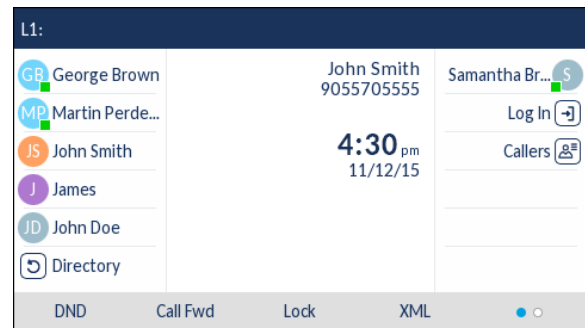 L1:
GB George Brown
MP Martin Perde...
JS John Smith
J James
JD John Doe
Directory
John Smith
9055705555
4:30 pm
11/12/15
Samantha Br... S
Log In
Callers
DND Call Fwd Lock XML